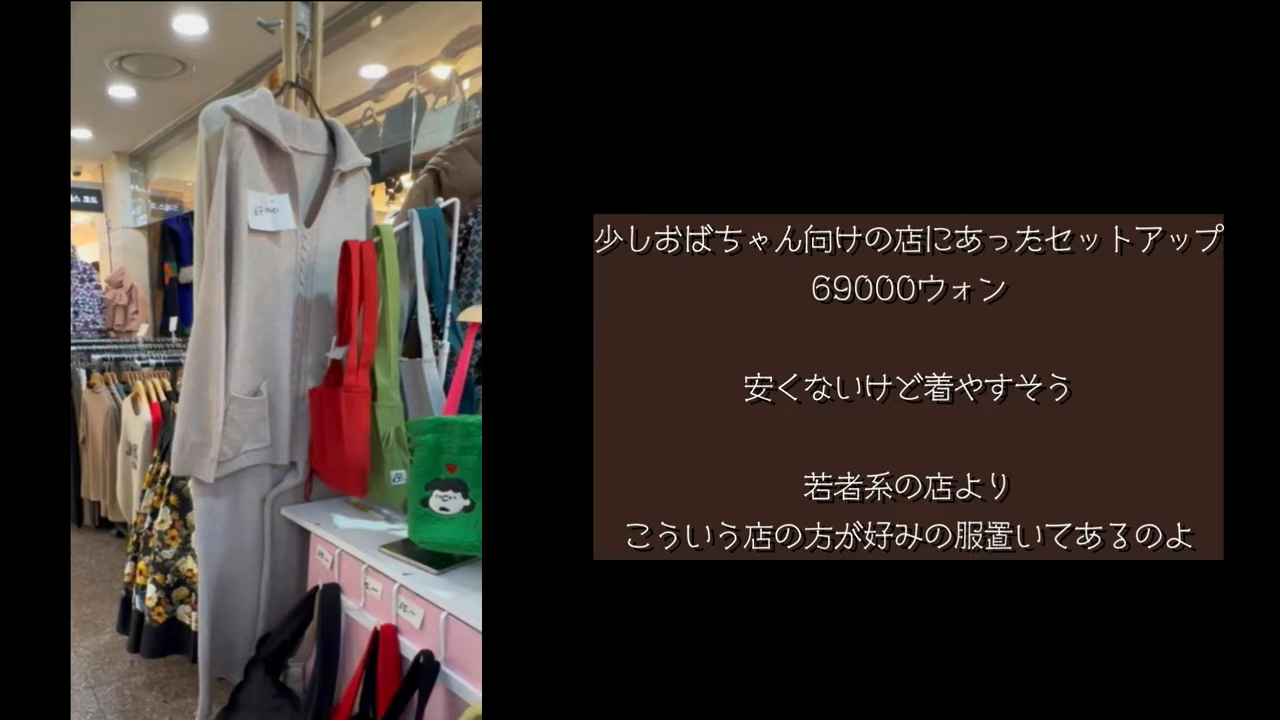 少しおばちゃん向けの店にあったセットアップ
69000ウォン
安くないけど着やすそう
若者系の店より
こういう店の方が好みの服置いてあるのよ